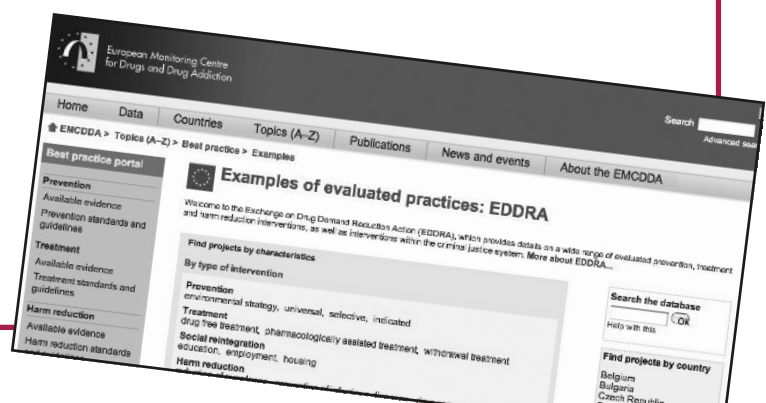 European Monitoring Centre
for Drugs and Drug Addiction
Search
Advanced
Home Data Countries Topics (A–Z) Publications News and events About the EMCDDA
EMCDDA > Topics (A–Z) > Best practice > Examples
Best practice portal
Prevention
Available evidence
Prevention standards and
guidelines
Treatment
Available evidence
Treatment standards and
guidelines
Harm reduction
Available evidence
Harm reduction standards
Examples of evaluated practices: EDDRA
Welcome to the Exchange on Drug Demand Reduction Action (EDDRA), which provides details on a wide range of evaluated prevention, treatment
and harm reduction interventions, as well as interventions within the criminal justice system. More about EDDRA...
Find projects by characteristics
By type of intervention
Prevention
environmental strategy, universal, selective, indicated
Treatment
drug free treatment, pharmacologically assisted treatment, withdrawal treatment
Social reintegration
education, employment, housing
Harm reduction
Search the database
OK
Help with this
Find projects by country
Belgium
Bulgaria
Czech Republic